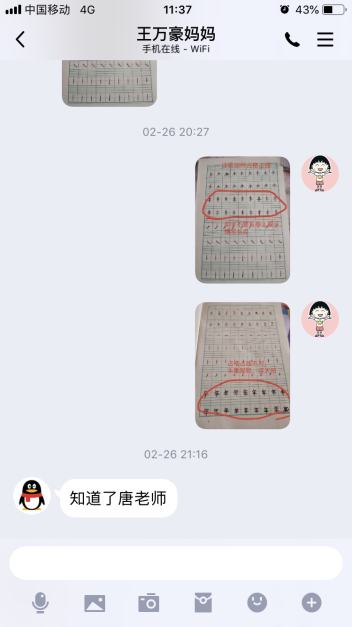 中国移动 4G 11:37 43%
王万豪妈妈
手机在线 - WiFi
02-26 20:27
02-26 21:16
知道了唐老师